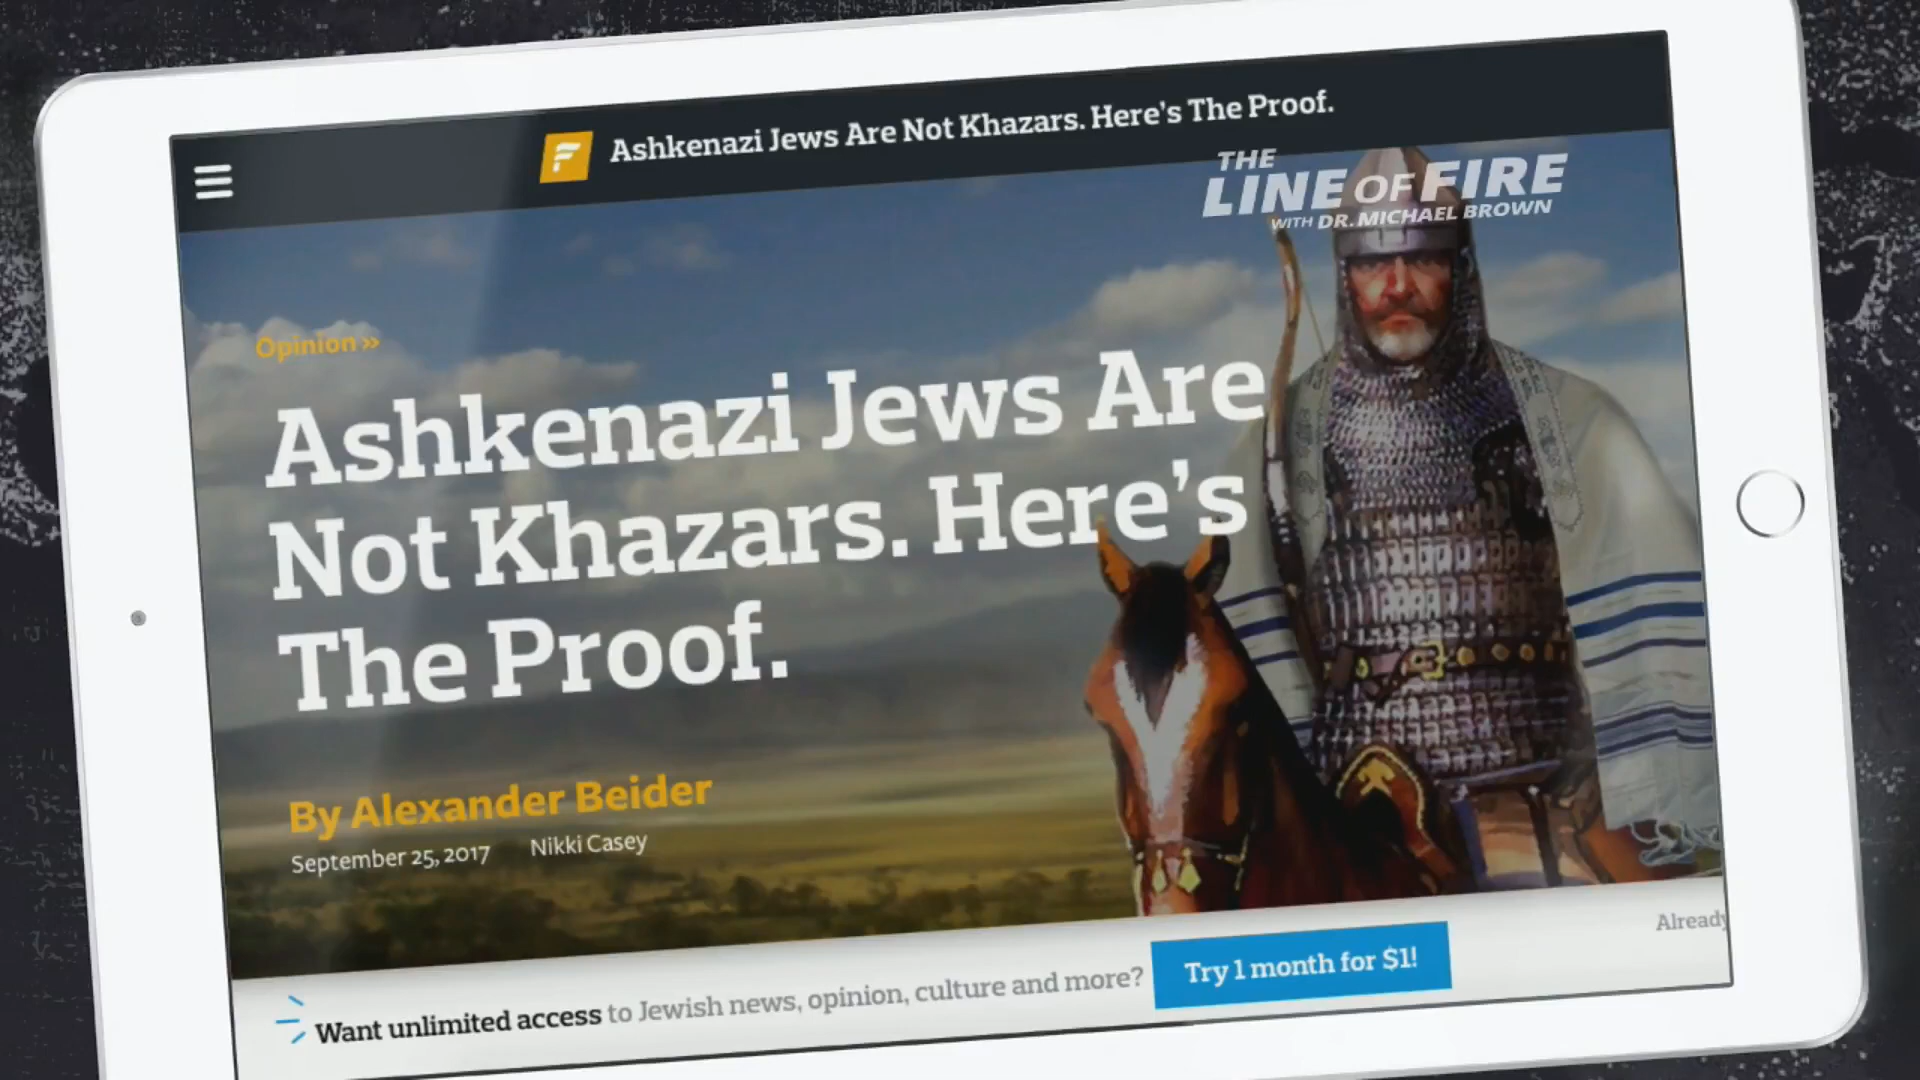 Ashkenazi Jews Are Not Khazars. Here's The Proof.
THE
LINE OF FIRE
WITH DR. MICHAEL BROWN
Opinion »
Ashkenazi Jews Are
Not Khazars. Here's
The Proof.
By Alexander Beider
September 25, 2017 Nikki Casey
Already
Want unlimited access to Jewish news, opinion, culture and more? Try 1 month for $1!